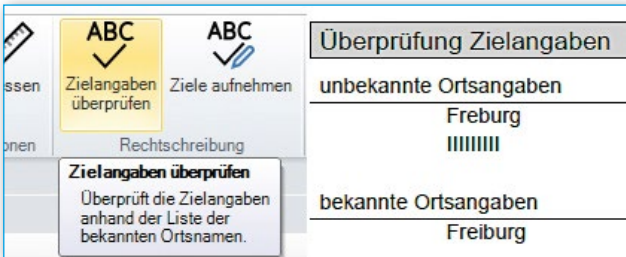 ABC
ABC
ssen
Zielangaben
überprüfen
Ziele aufnehmen
onen
Rechtschreibung
Zielangaben überprüfen
Überprüft die Zielangaben
anhand der Liste der
bekannten Ortsnamen.
Überprüfung Zielangaben
unbekannte Ortsangaben
Freburg
IIIIIIIII
bekannte Ortsangaben
Freiburg